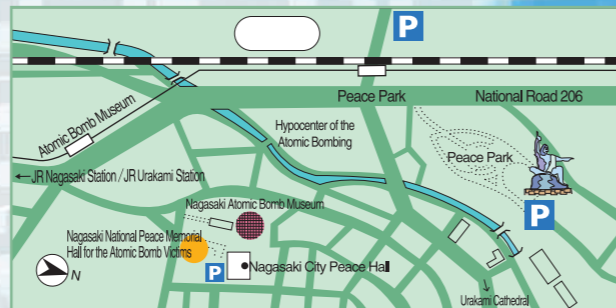 P
Peace Park
National Road 206
Atomic Bomb Museum
Hypocenter of the
Atomic Bombing
Peace Park
←JR Nagasaki Station / JR Urakami Station
P
Nagasaki Atomic Bomb Museum
Nagasaki National Peace Memorial
Hall for the Atomic Bomb Victims
P
Nagasaki City Peace Hall
N
Urakami Cathedral